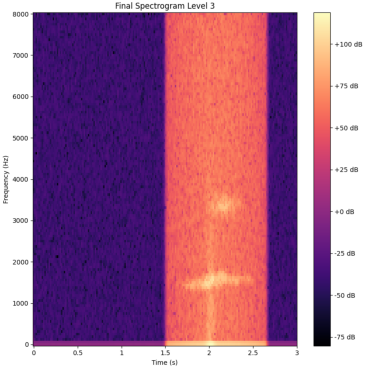 Final Spectrogram Level 3
8000
7000
6000
5000
4000
3000
2000
1000
0
Frequency (Hz)
0 0.5 1 1.5 2 2.5 3
Time (s)
+100 dB
+75 dB
+50 dB
+25 dB
+0 dB
-25 dB
-50 dB
-75 dB